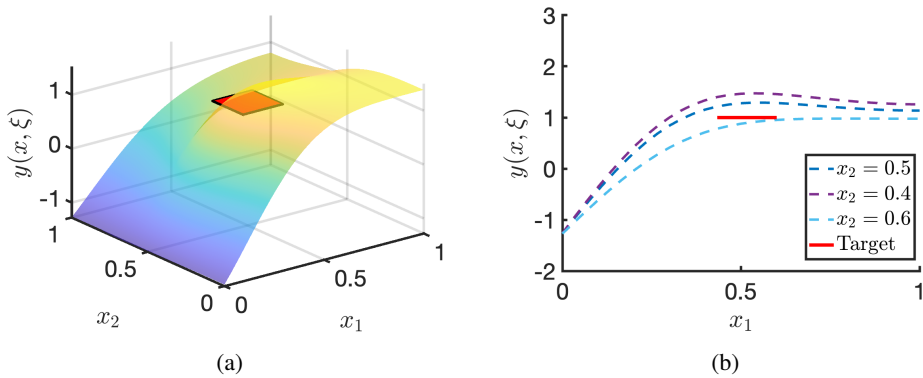 y(x, ξ)
1
0
-1
1
0.5
0
x₂
0
0.5
1
x₁
(a)
y(x, ξ)
3
2
1
0
-1
-2
0
0.5
1
x₁
x₂ = 0.5
x₂ = 0.4
x₂ = 0.6
Target
(b)